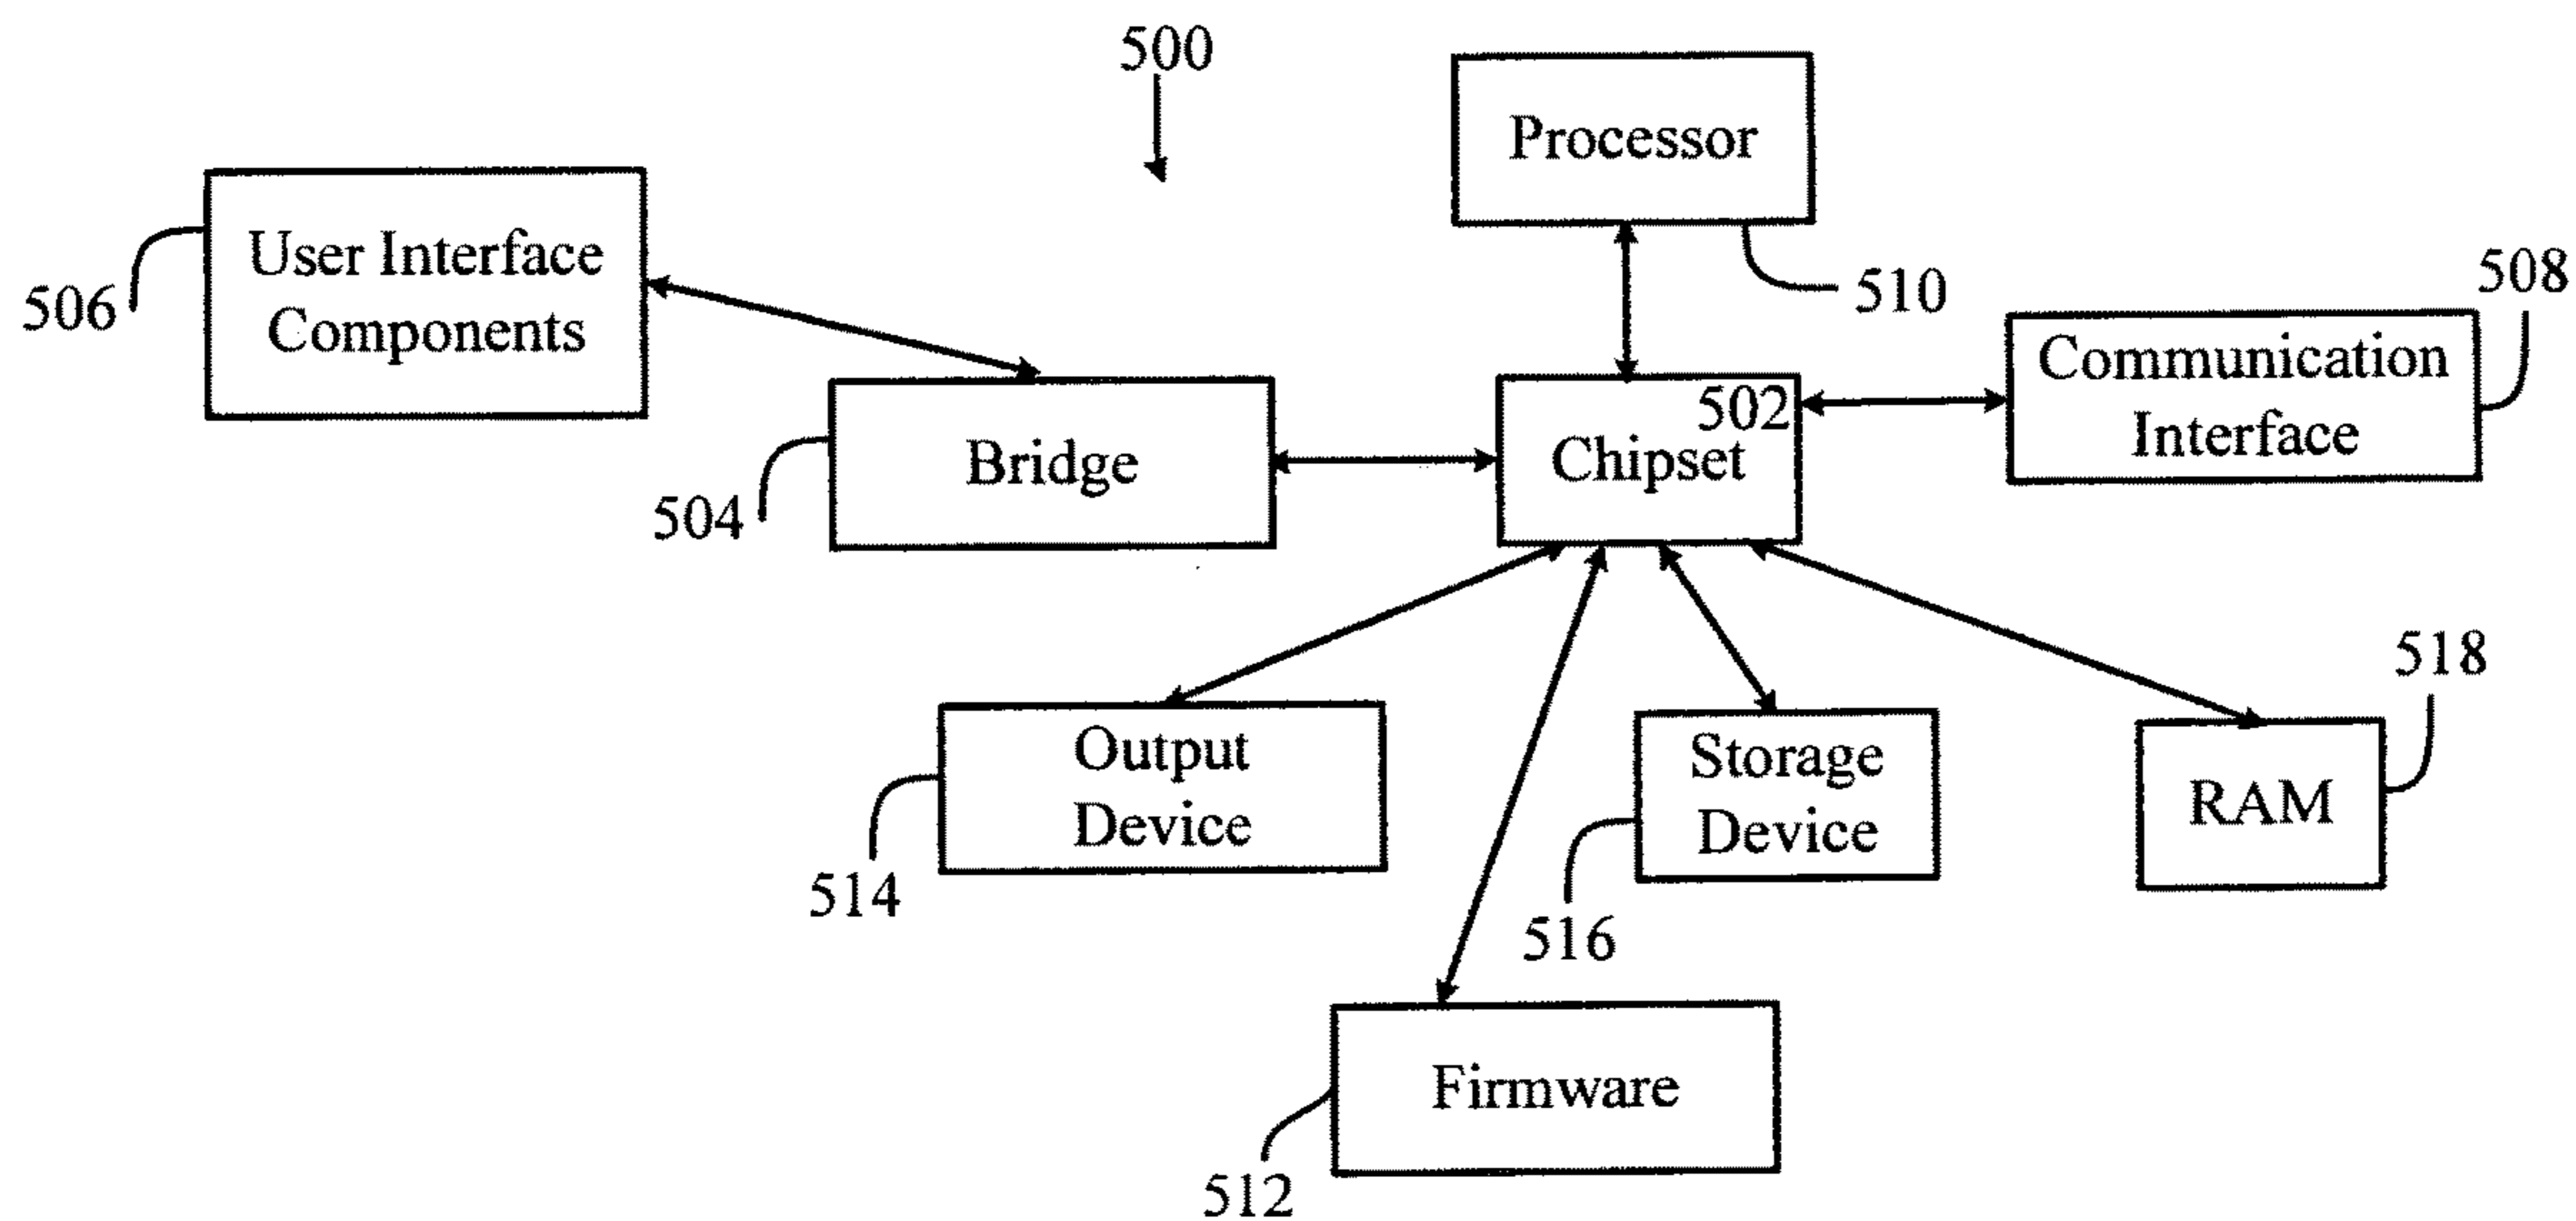 500
Processor
User Interface
Components
506
510
508
Communication
Interface
502
Chipset
Bridge
504
518
Output
Device
514
Storage
Device
516
RAM
Firmware
512